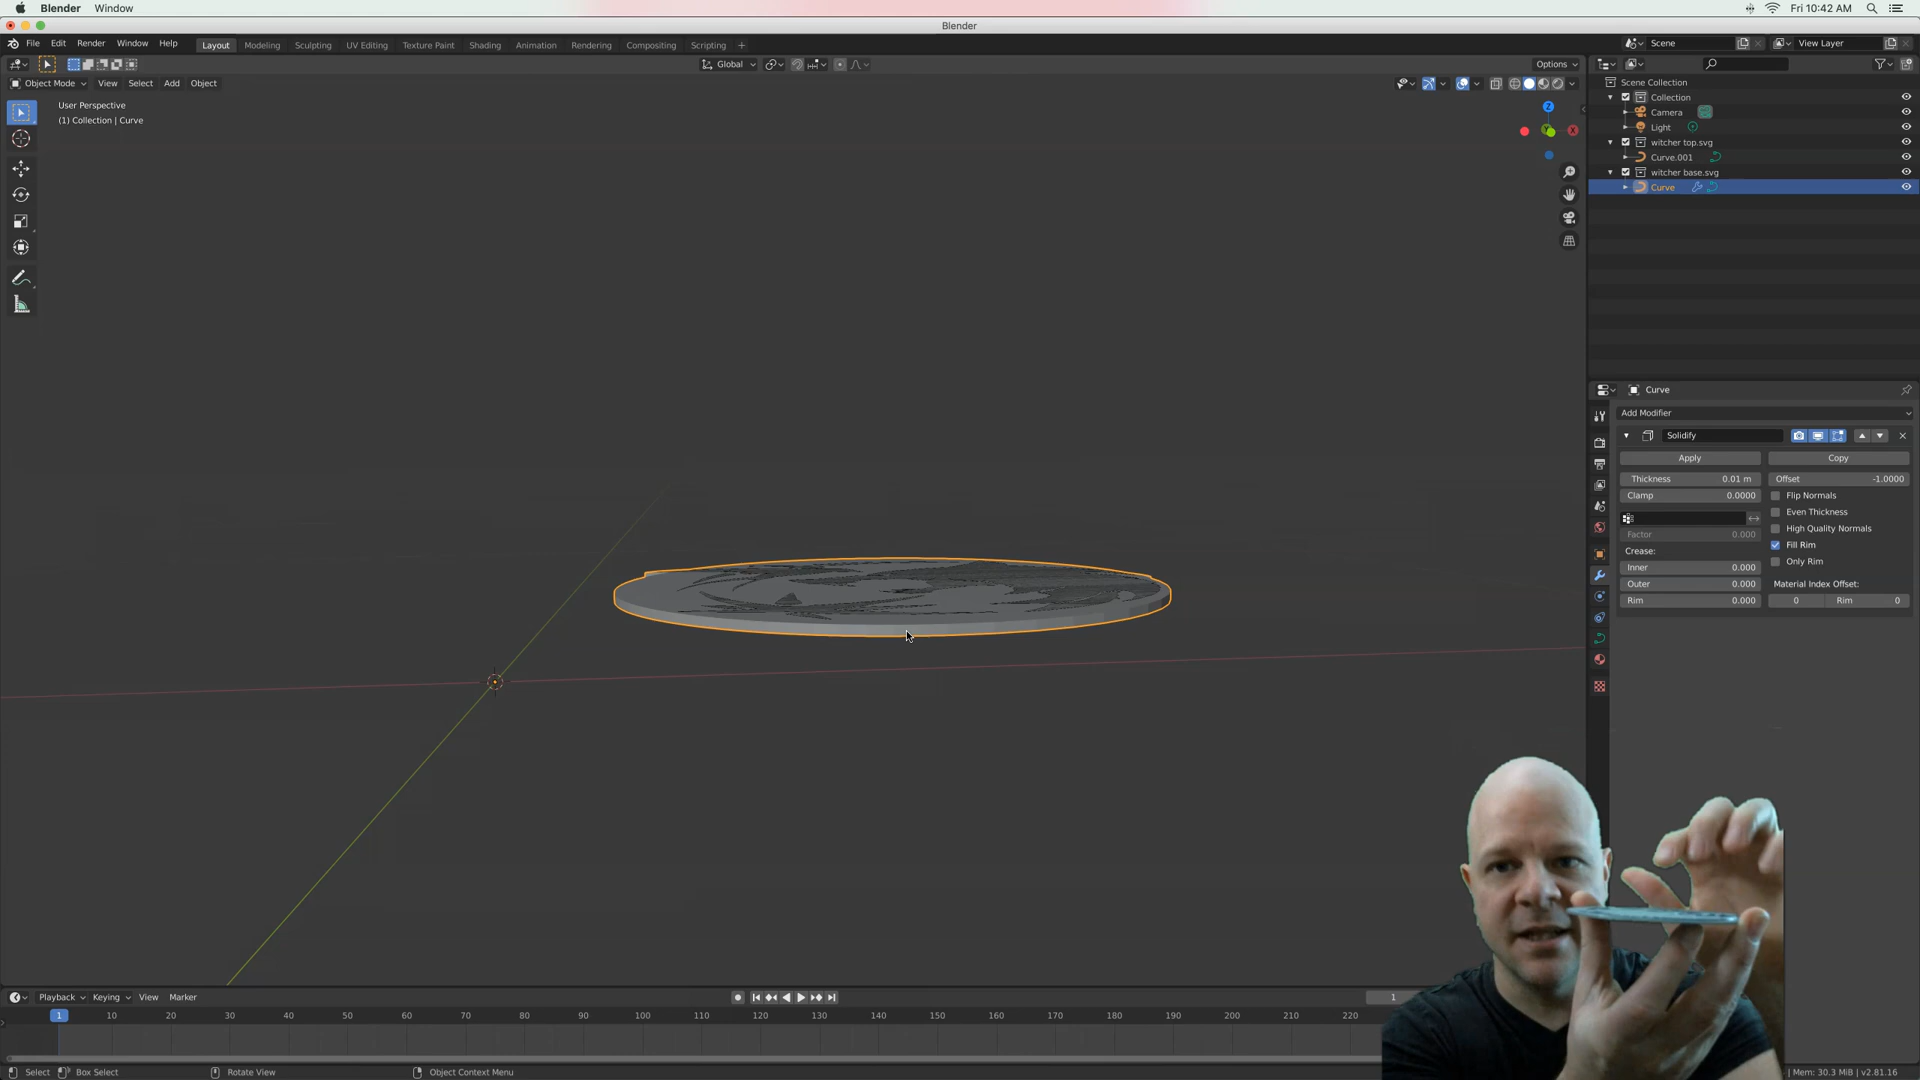 Blender Window Fri 10:42 AM
Blender
File Edit Render Window Help Layout Modeling Sculpting UV Editing Texture Paint Shading Animation Rendering Compositing Scripting + Scene View Layer
Global Options
Object Mode View Select Add Object
User Perspective
(1) Collection | Curve
Z
Y
X
Scene Collection
Collection
Camera
Light
witcher top.svg
Curve.001
witcher base.svg
Curve
Curve
Add Modifier
Solidify
Apply Copy
Thickness 0.01 m Offset -1.0000
Clamp 0.0000 Flip Normals
Even Thickness
Factor 0.000 High Quality Normals
Crease: Fill Rim
Inner 0.000 Only Rim
Outer 0.000 Material Index Offset:
Rim 0.000 0 Rim 0
Playback Keying View Marker 1
1 10 20 30 40 50 60 70 80 90 100 110 120 130 140 150 160 170 180 190 200 210 220
Select Box Select Rotate View Object Context Menu | Mem: 30.3 MiB | v2.81.16